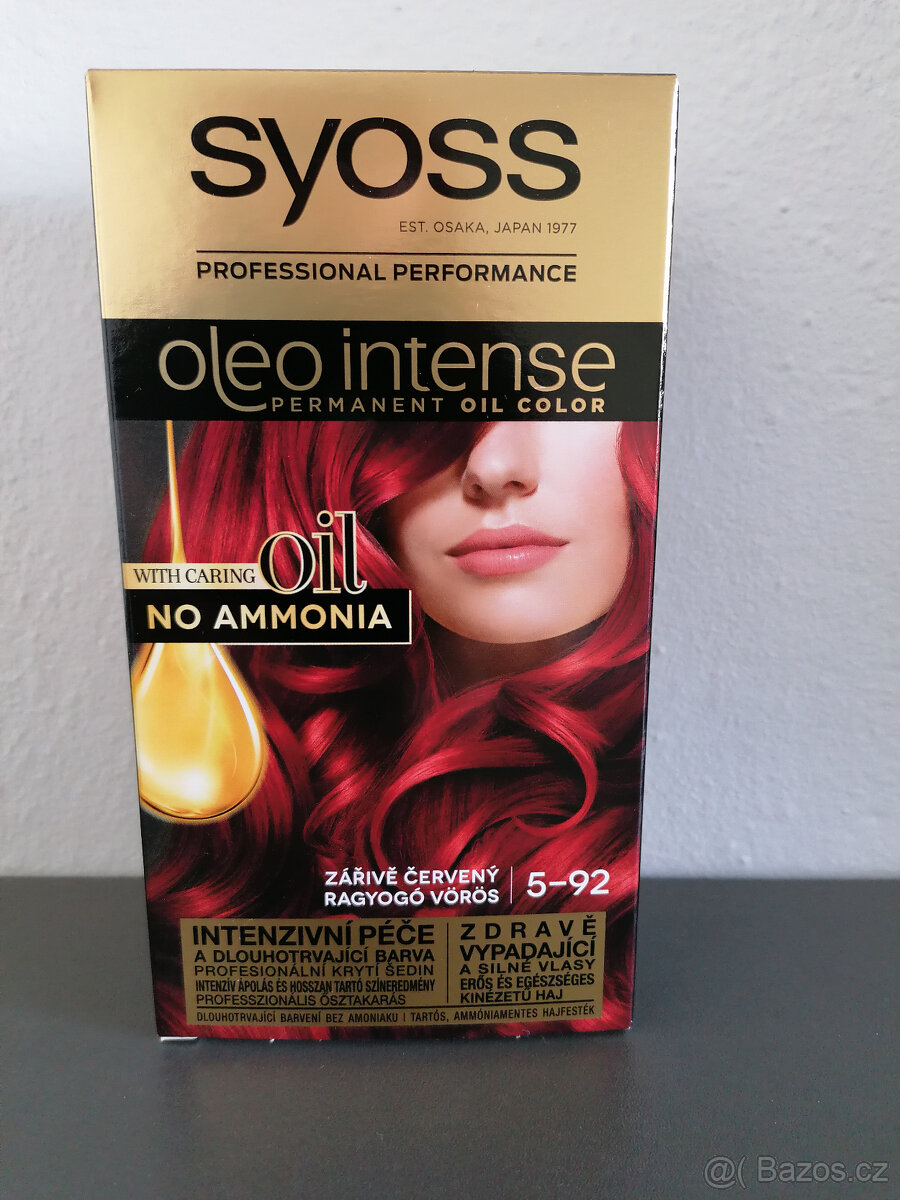 syoss
EST. OSAKA, JAPAN 1977
PROFESSIONAL PERFORMANCE
oleo intense
PERMANENT OIL COLOR
WITH CARING oil
NO AMMONIA
ZÁŘIVĚ ČERVENÝ
RAGYOGÓ VÖRÖS
5-92
INTENZIVNÍ PÉČE
A DLOUHOTRVAJÍCÍ BARVA
PROFESIONÁLNÍ KRYTÍ ŠEDIN
INTENZÍV ÁPOLÁS ÉS HOSSZAN TARTÓ SZÍNEREDMÉNY
PROFESSZIONÁLIS ŐSZTAKARÁS
ZDRAVĚ
VYPADAJÍCÍ
A SILNÉ VLASY
ERŐS ÉS EGÉSZSÉGES
KINÉZETŰ HAJ
DLOUHOTRVAJÍCÍ BARVENÍ BEZ AMONIAKU | TARTÓS, AMMÓNIAMENTES HAJFESTÉK
@( Bazos.cz